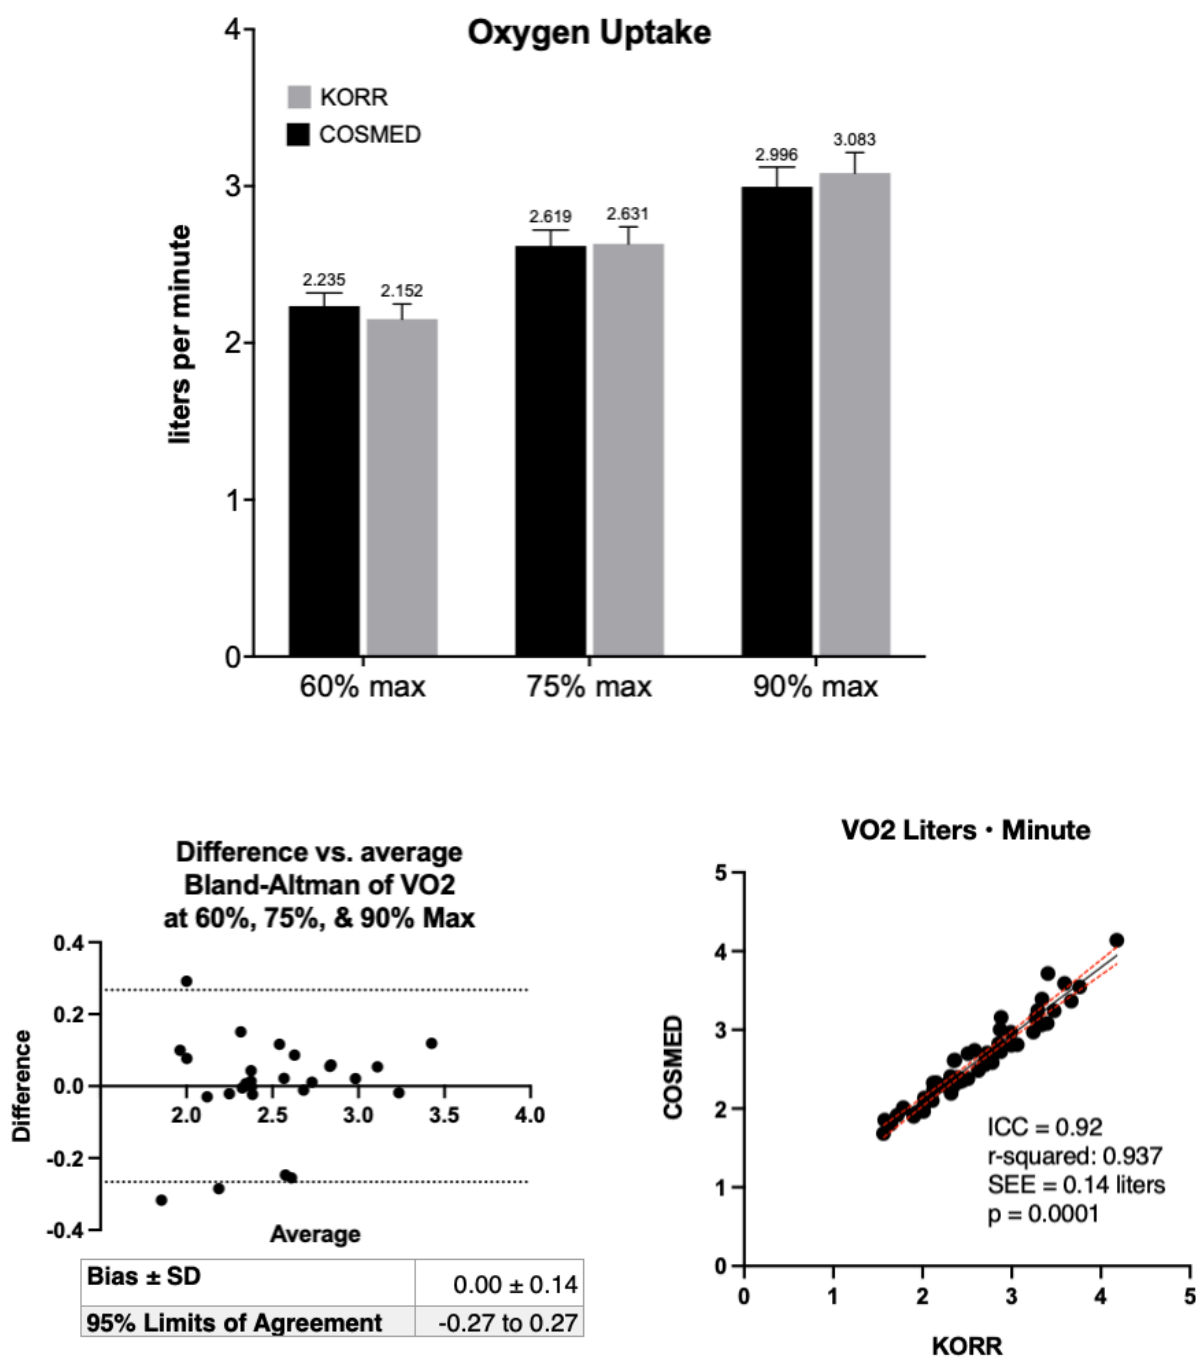 Oxygen Uptake
KORR
COSMED
liters per minute
4
3
2
1
0
2.235
2.152
2.619
2.631
2.996
3.083
60% max
75% max
90% max
Difference vs. average
Bland-Altman of VO2
at 60%, 75%, & 90% Max
Difference
0.4
0.2
0.0
-0.2
-0.4
2.0
2.5
3.0
3.5
4.0
Average
Bias ± SD
0.00 ± 0.14
95% Limits of Agreement
-0.27 to 0.27
VO2 Liters · Minute
COSMED
5
4
3
2
1
0
ICC = 0.92
r-squared: 0.937
SEE = 0.14 liters
p = 0.0001
0
1
2
3
4
5
KORR